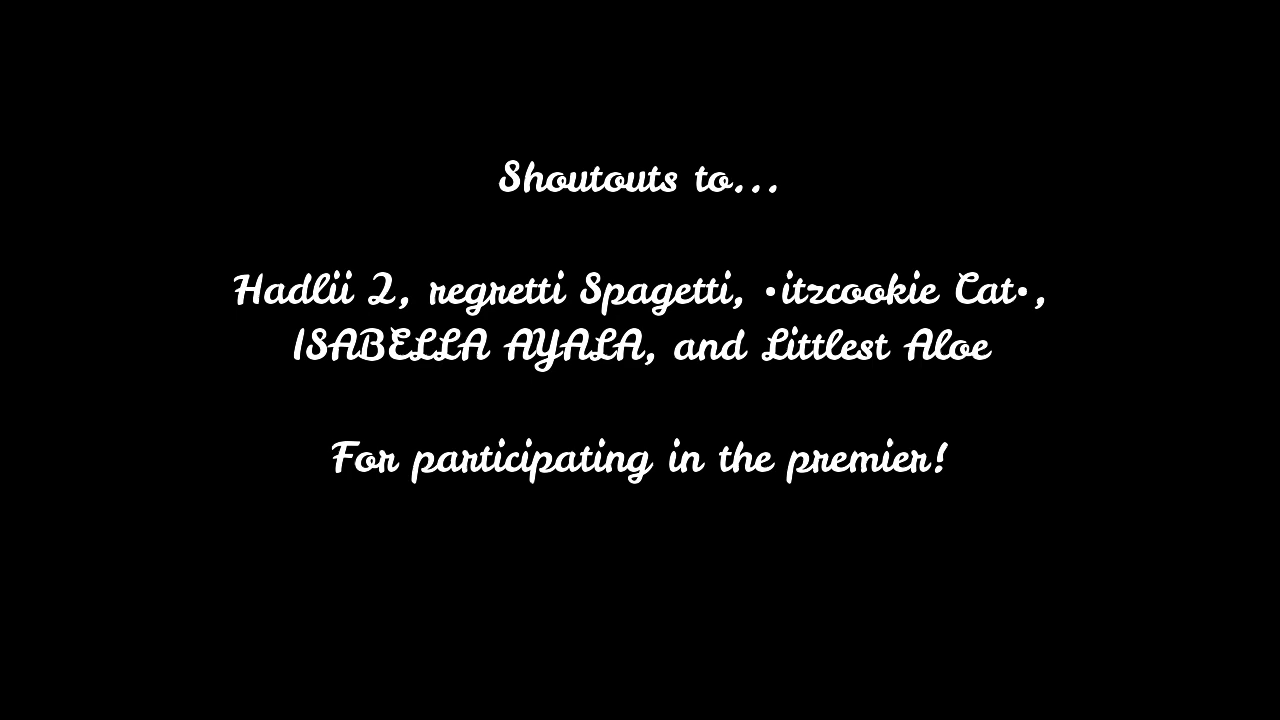 Shoutouts to...
Hadlii 2, regretti Spagetti, •itzcookie Cat•,
ISABELLA AYALA, and Littlest Aloe
For participating in the premier!